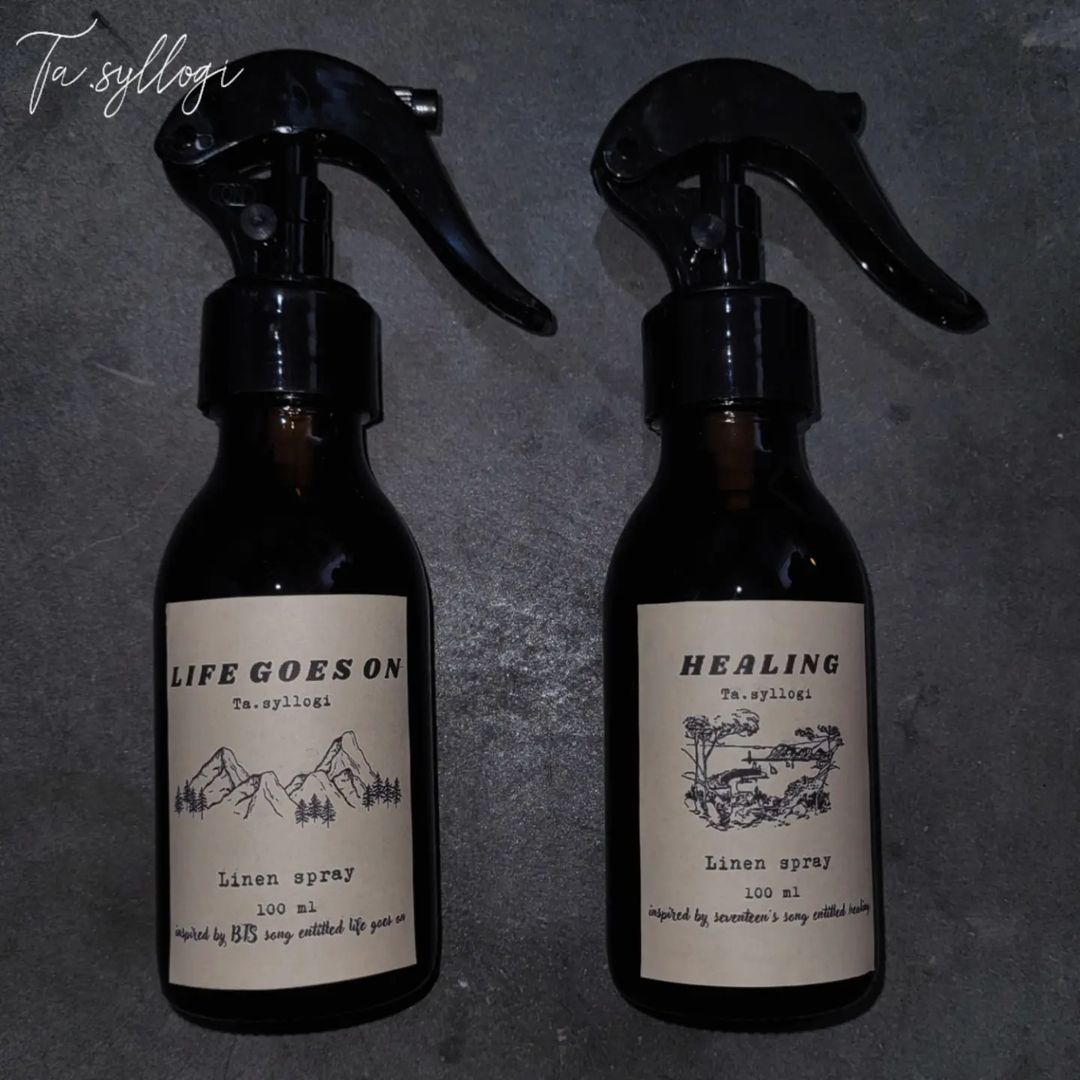 Ta.syllogi
LIFE GOES ON
Ta.syllogi
Linen spray
100 ml
inspired by BTS song entitled life goes on
HEALING
Ta.syllogi
Linen spray
100 ml
inspired by seventeen's song entitled healing